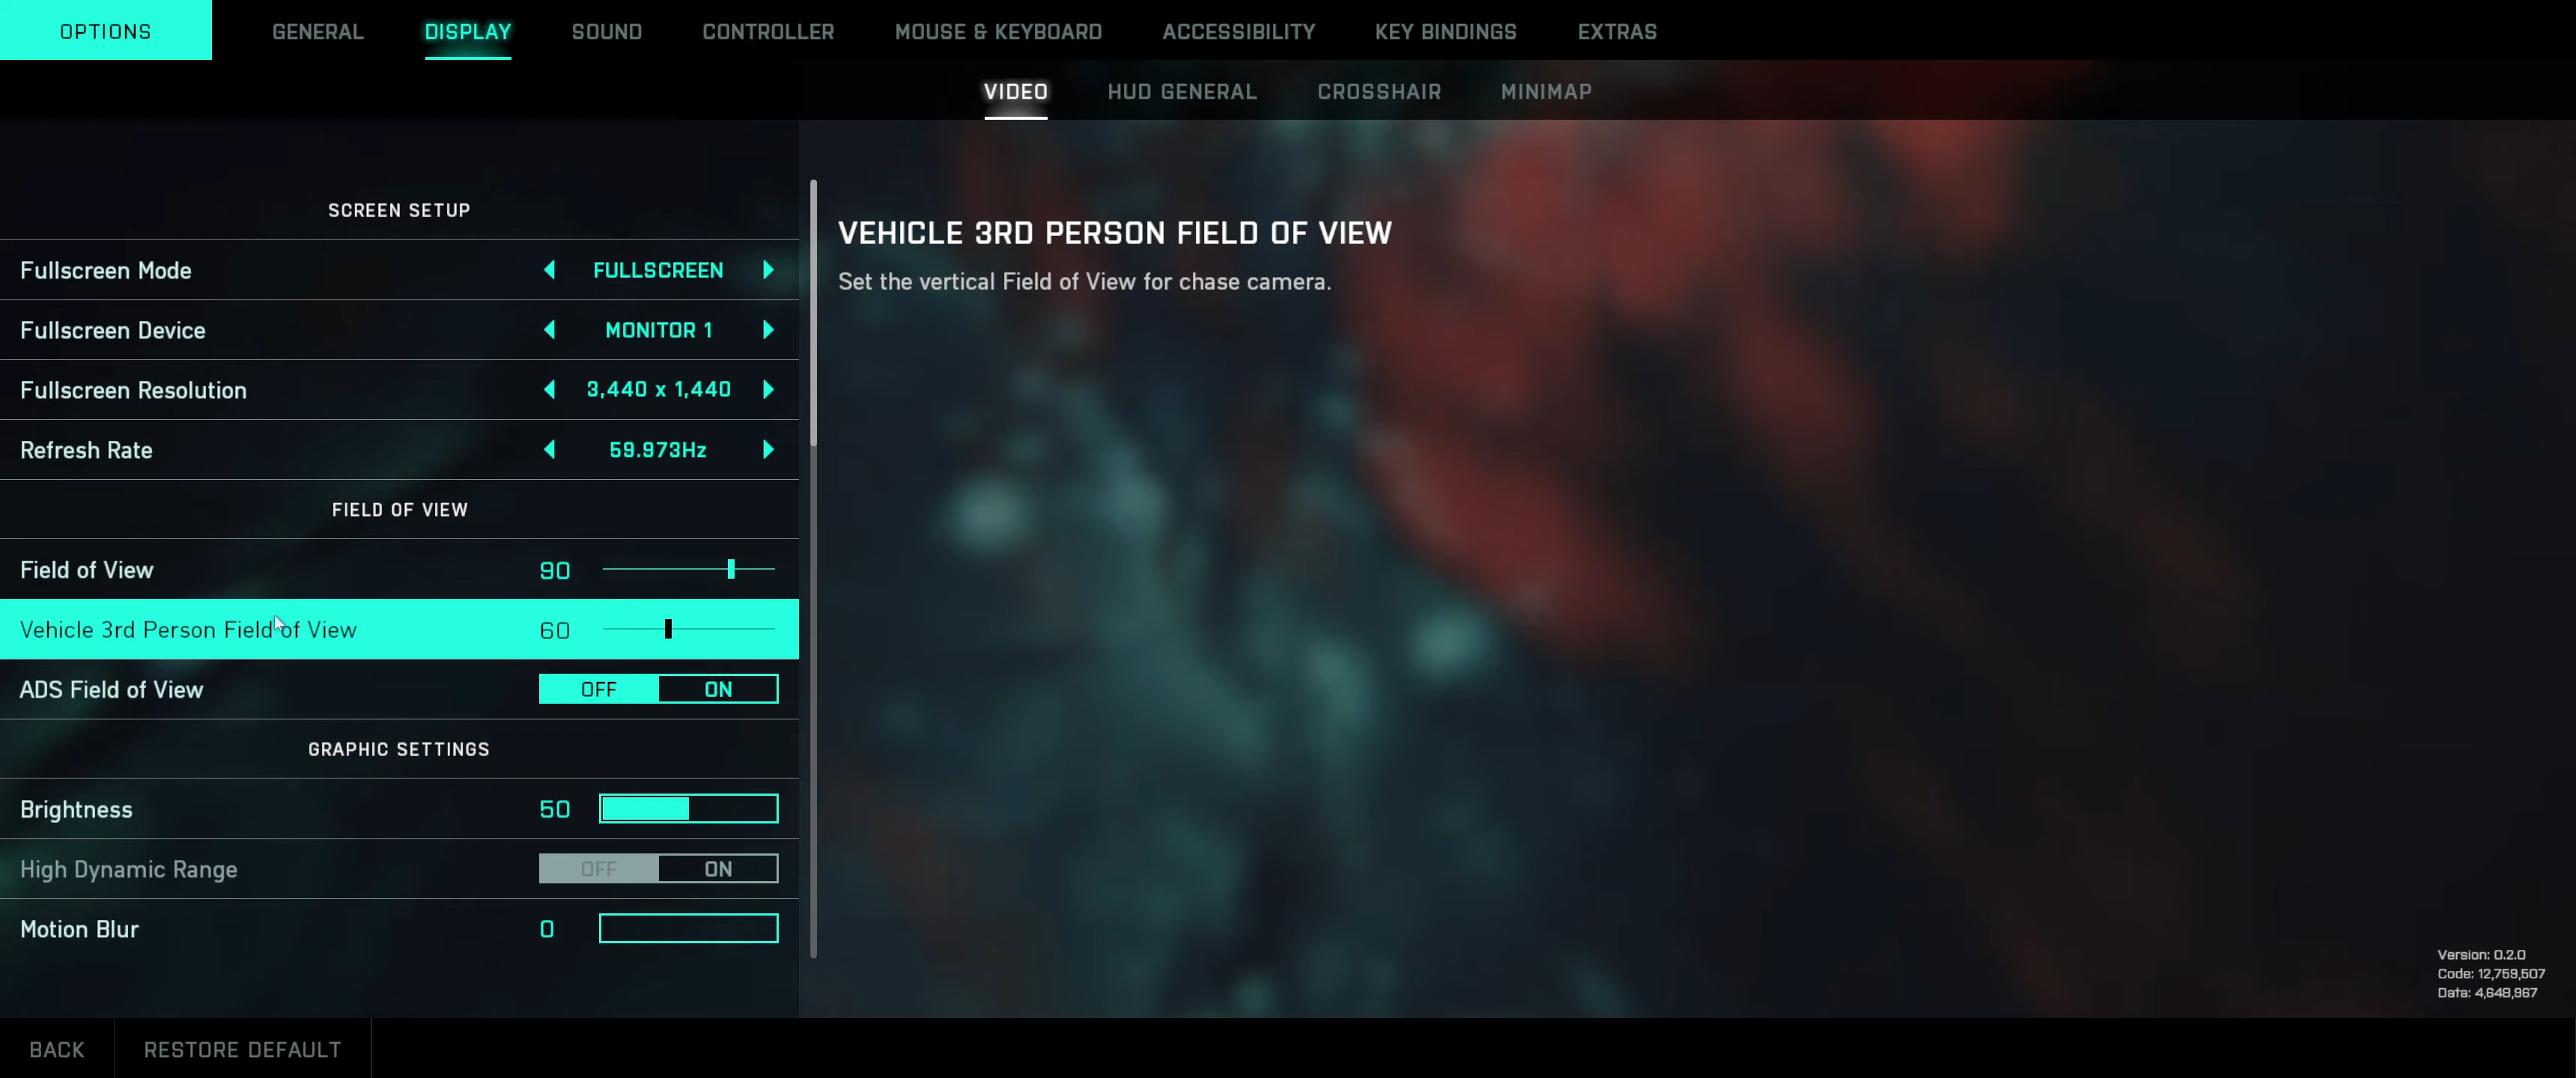 OPTIONS GENERAL DISPLAY SOUND CONTROLLER MOUSE & KEYBOARD ACCESSIBILITY KEY BINDINGS EXTRAS
VIDEO HUD GENERAL CROSSHAIR MINIMAP
SCREEN SETUP
Fullscreen Mode FULLSCREEN
Fullscreen Device MONITOR 1
Fullscreen Resolution 3,440 x 1,440
Refresh Rate 59.973Hz
FIELD OF VIEW
Field of View 90
Vehicle 3rd Person Field of View 60
ADS Field of View OFF ON
GRAPHIC SETTINGS
Brightness 50
High Dynamic Range OFF ON
Motion Blur 0
VEHICLE 3RD PERSON FIELD OF VIEW
Set the vertical Field of View for chase camera.
Version: 0.2.0
Code: 12,759,507
Data: 4,648,967
BACK RESTORE DEFAULT